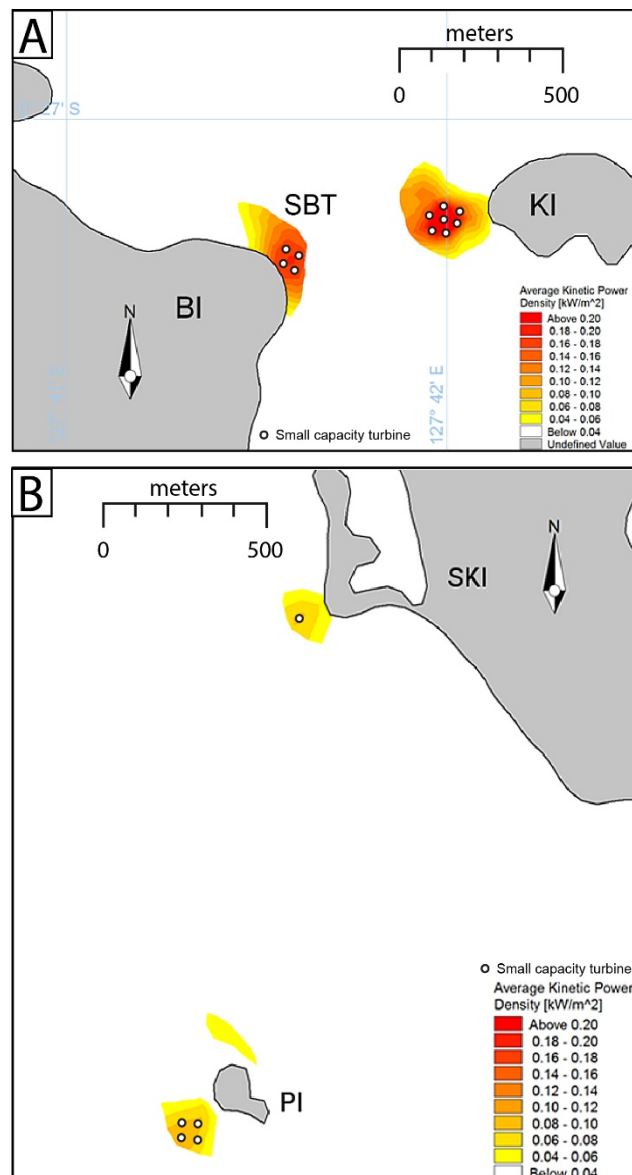 A
meters
0 500
27' S
SBT
KI
BI
N
127° 42' E
Average Kinetic Power
Density [kW/m^2]
Above 0.20
0.18 - 0.20
0.16 - 0.18
0.14 - 0.16
0.12 - 0.14
0.10 - 0.12
0.08 - 0.10
0.06 - 0.08
0.04 - 0.06
Below 0.04
Undefined Value
Small capacity turbine
B
meters
0 500
SKI
N
PI
Small capacity turbine
Average Kinetic Power
Density [kW/m^2]
Above 0.20
0.18 - 0.20
0.16 - 0.18
0.14 - 0.16
0.12 - 0.14
0.10 - 0.12
0.08 - 0.10
0.06 - 0.08
0.04 - 0.06
Below 0.04